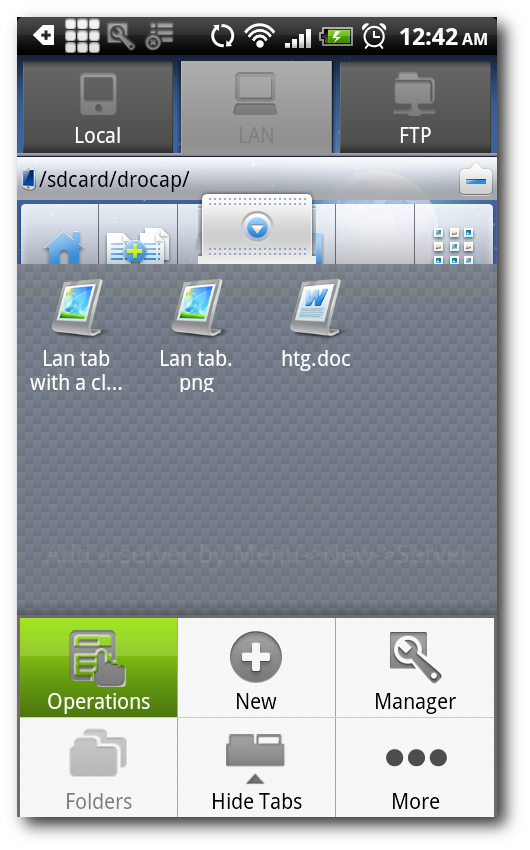 12:42 AM
Local
LAN
FTP
/sdcard/drocap/
Lan tab
with a cl...
Lan tab.
png
htg.doc
Add a server by Menu->New->Server
Operations
New
Manager
Folders
Hide Tabs
More